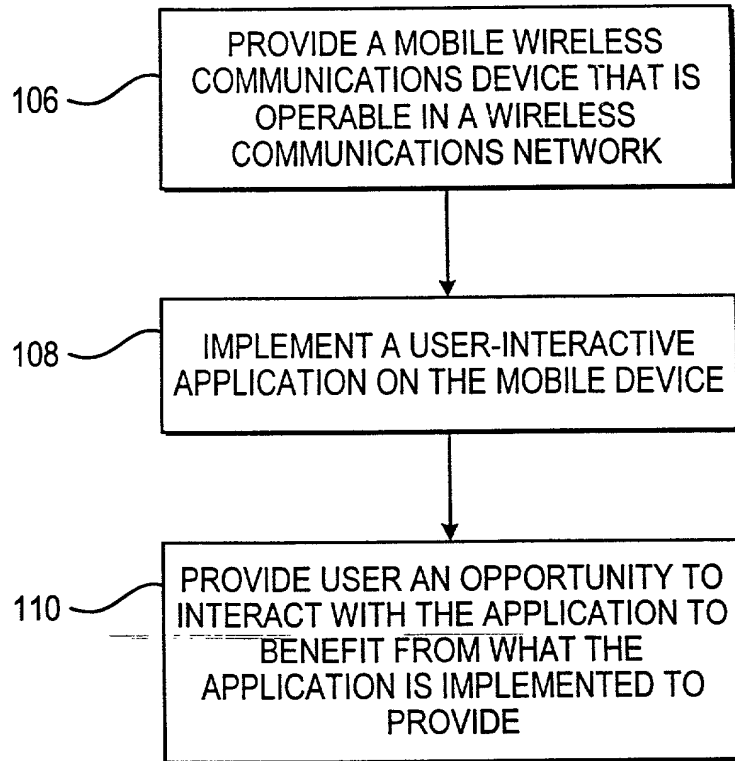 PROVIDE A MOBILE WIRELESS
COMMUNICATIONS DEVICE THAT IS
106
OPERABLE IN A WIRELESS
COMMUNICATIONS NETWORK
108
IMPLEMENT A USER-INTERACTIVE
APPLICATION ON THE MOBILE DEVICE
PROVIDE USER AN OPPORTUNITY TO
110
INTERACT WITH THE APPLICATION TO
BENEFIT FROM WHAT THE
APPLICATION IS IMPLEMENTED TO
PROVIDE